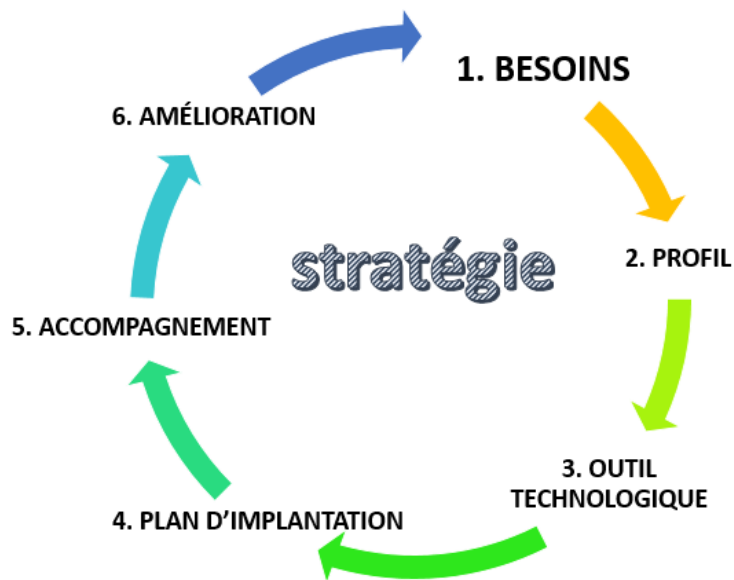 1. BESOINS
6. AMÉLIORATION
stratégie
2. PROFIL
5. ACCOMPAGNEMENT
3. OUTIL
TECHNOLOGIQUE
4. PLAN D’IMPLANTATION